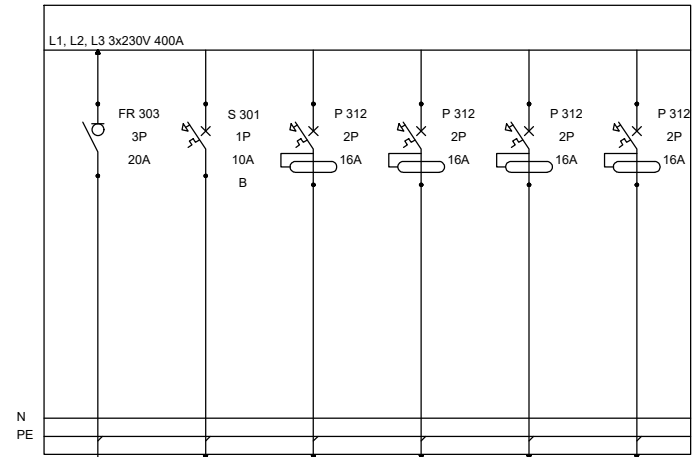 L1, L2, L3 3x230V 400A
FR 303
3P
20A
S 301
1P
10A
B
P 312
2P
16A
P 312
2P
16A
P 312
2P
16A
P 312
2P
16A
N
PE